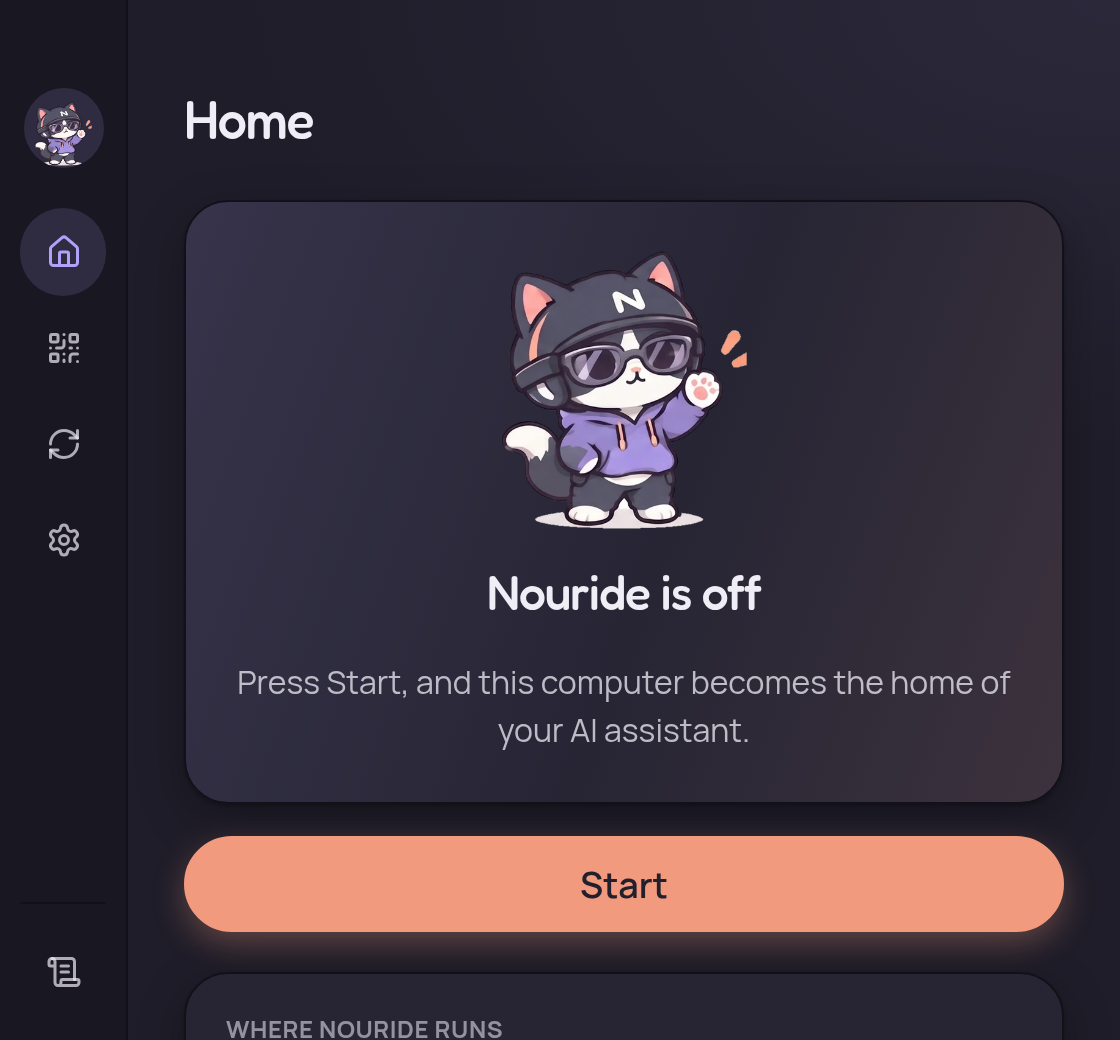 Home
N
Nouride is off
Press Start, and this computer becomes the home of
your AI assistant.
Start
WHERE NOURIDE RUNS